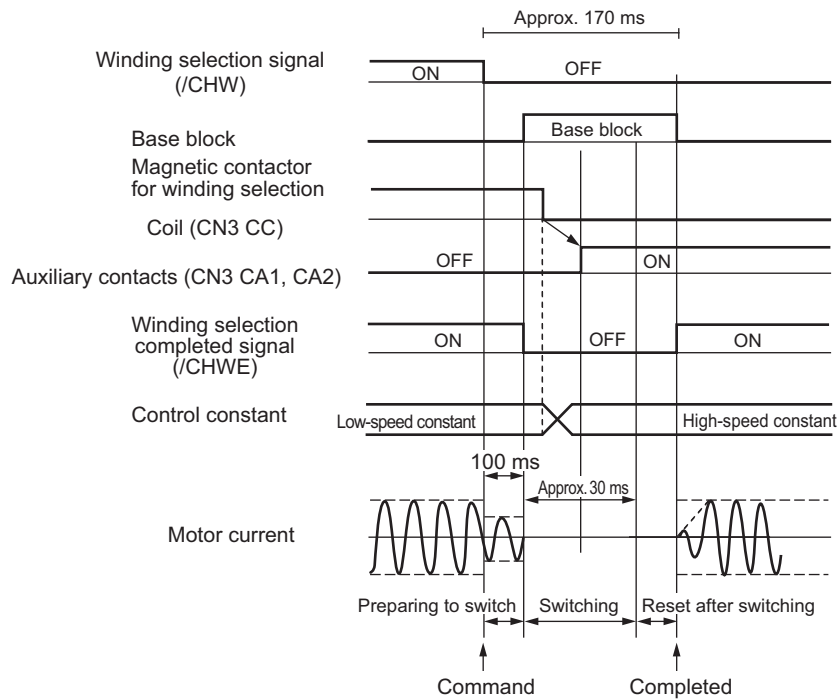 Approx. 170 ms
Winding selection signal
(/CHW)
ON
OFF
Base block
Base block
Magnetic contactor
for winding selection
Coil (CN3 CC)
Auxiliary contacts (CN3 CA1, CA2)
OFF
ON
Winding selection
completed signal
(/CHWE)
ON
OFF
ON
Control constant
Low-speed constant
High-speed constant
100 ms
Approx. 30 ms
Motor current
Preparing to switch
Switching
Reset after switching
Command
Completed